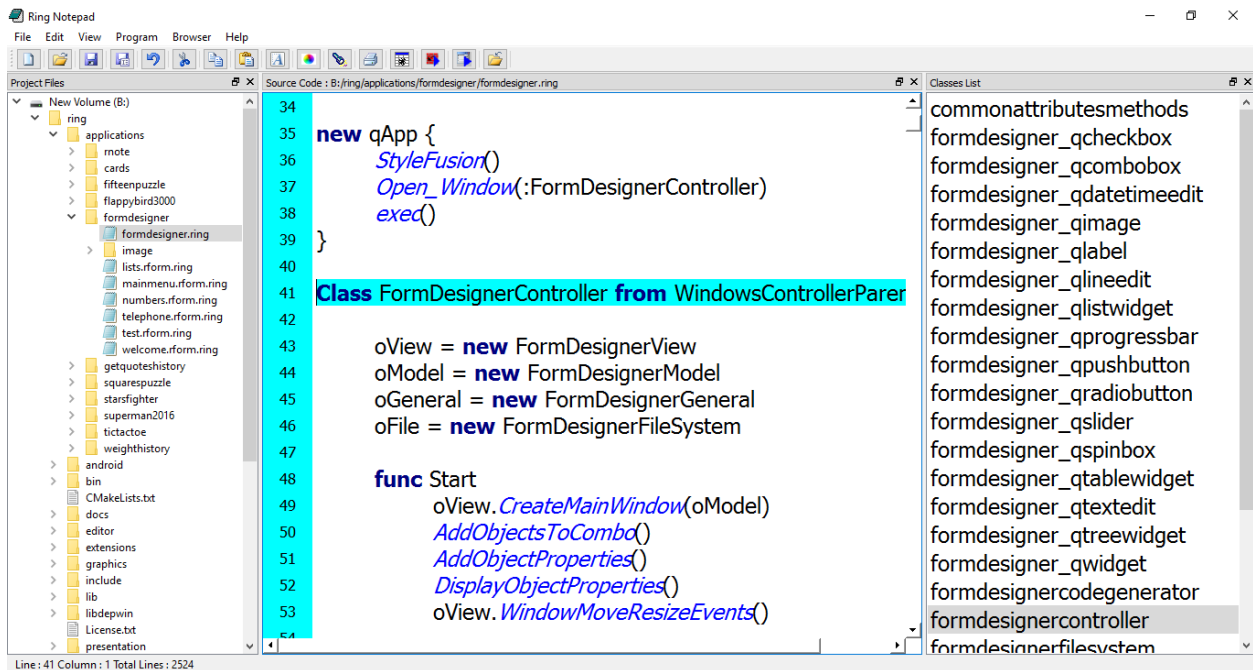 Ring Notepad
File Edit View Program Browser Help
Project Files
New Volume (B:)
ring
applications
rnote
cards
fifteenpuzzle
flappybird3000
formdesigner
formdesigner.ring
image
lists.rform.ring
mainmenu.rform.ring
numbers.rform.ring
telephone.rform.ring
test.rform.ring
welcome.rform.ring
getquoteshistory
squarespuzzle
starsfighter
superman2016
tictactoe
weighthistory
android
bin
CMakeLists.txt
docs
editor
extensions
graphics
include
lib
libdepwin
License.txt
presentation
Source Code : B:/ring/applications/formdesigner/formdesigner.ring
34
35 new qApp {
36 StyleFusion()
37 Open_Window(:FormDesignerController)
38 exec()
39 }
40
41 Class FormDesignerController from WindowsControllerParen
42
43 oView = new FormDesignerView
44 oModel = new FormDesignerModel
45 oGeneral = new FormDesignerGeneral
46 oFile = new FormDesignerFileSystem
47
48 func Start
49 oView.CreateMainWindow(oModel)
50 AddObjectsToCombo()
51 AddObjectProperties()
52 DisplayObjectProperties()
53 oView.WindowMoveResizeEvents()
54
Classes List
commonattributesmethods
formdesigner_qcheckbox
formdesigner_qcombobox
formdesigner_qdatetimeedit
formdesigner_qimage
formdesigner_qlabel
formdesigner_qlineedit
formdesigner_qlistwidget
formdesigner_qprogressbar
formdesigner_qpushbutton
formdesigner_qradiobutton
formdesigner_qslider
formdesigner_qspinbox
formdesigner_qtablewidget
formdesigner_qtextedit
formdesigner_qtreewidget
formdesigner_qwidget
formdesignercodegenerator
formdesignercontroller
formdesignerfilesystem
Line : 41 Column : 1 Total Lines : 2524